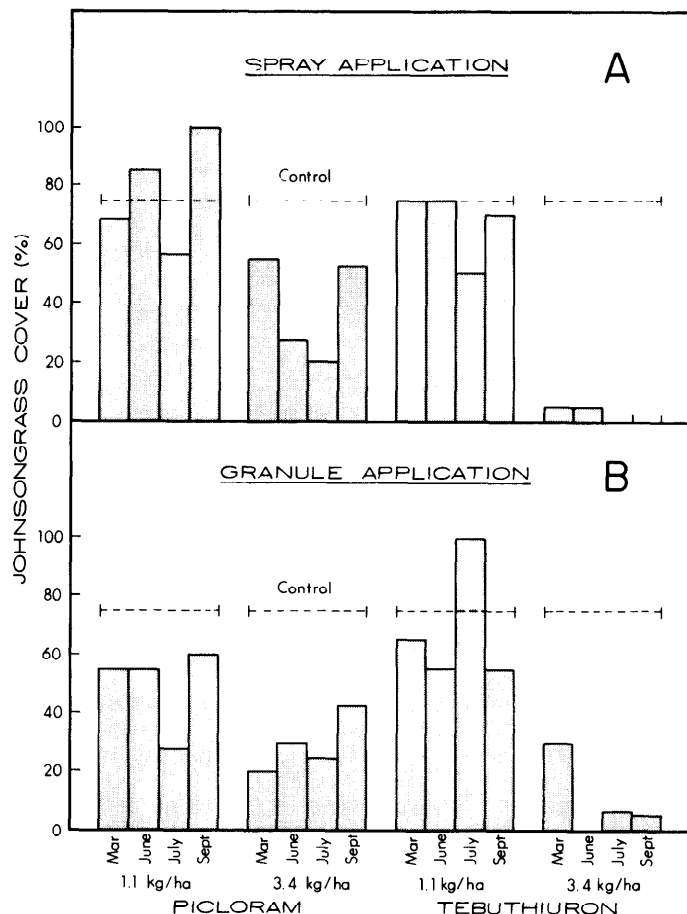 SPRAY APPLICATION
A
100
80
60
40
20
0
Control
JOHNSONGRASS COVER (%)
GRANULE APPLICATION
B
100
80
60
40
20
0
Control
Mar June July Sept Mar June July Sept Mar June July Sept Mar June July Sept
1.1 kg/ha 3.4 kg/ha 1.1 kg/ha 3.4 kg/ha
PICLORAM TEBUTHIURON